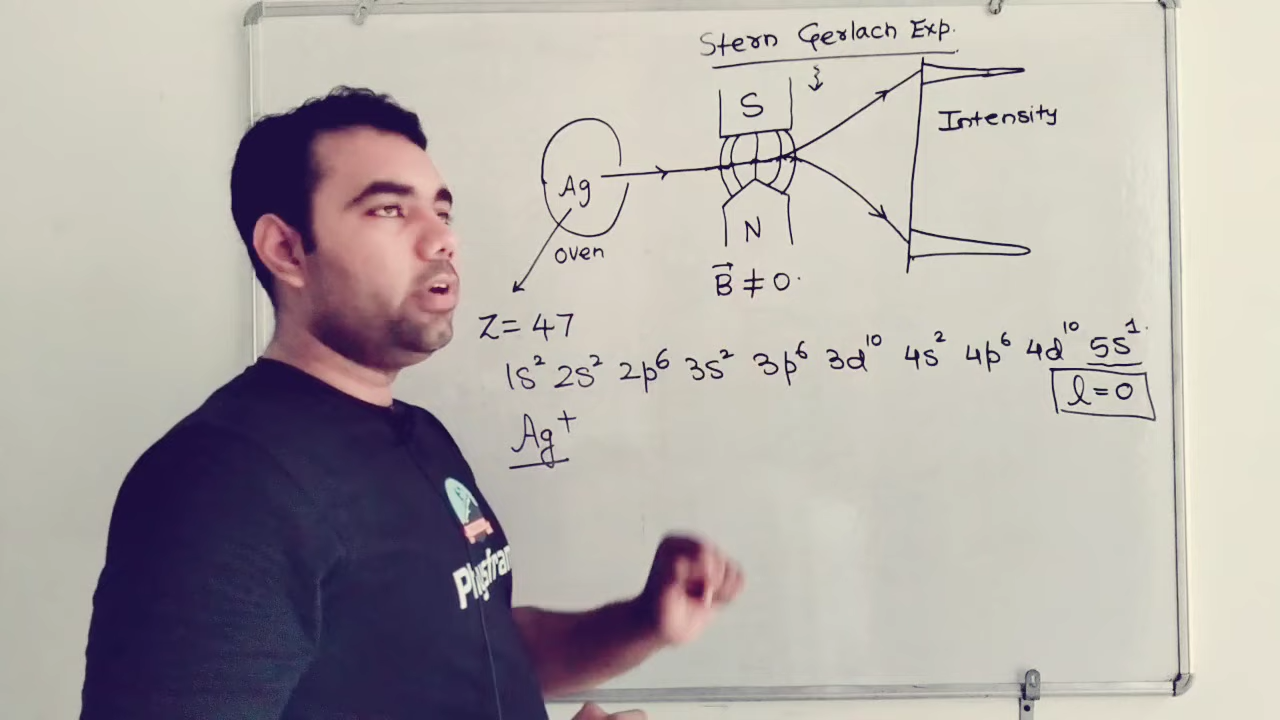 Stern Gerlach Exp.
S
Intensity
Ag
oven
N
B⃗ ≠ 0.
Z = 47
1s² 2s² 2p⁶ 3s² 3p⁶ 3d¹⁰ 4s² 4p⁶ 4d¹⁰ 5s¹.
l = 0
Ag⁺